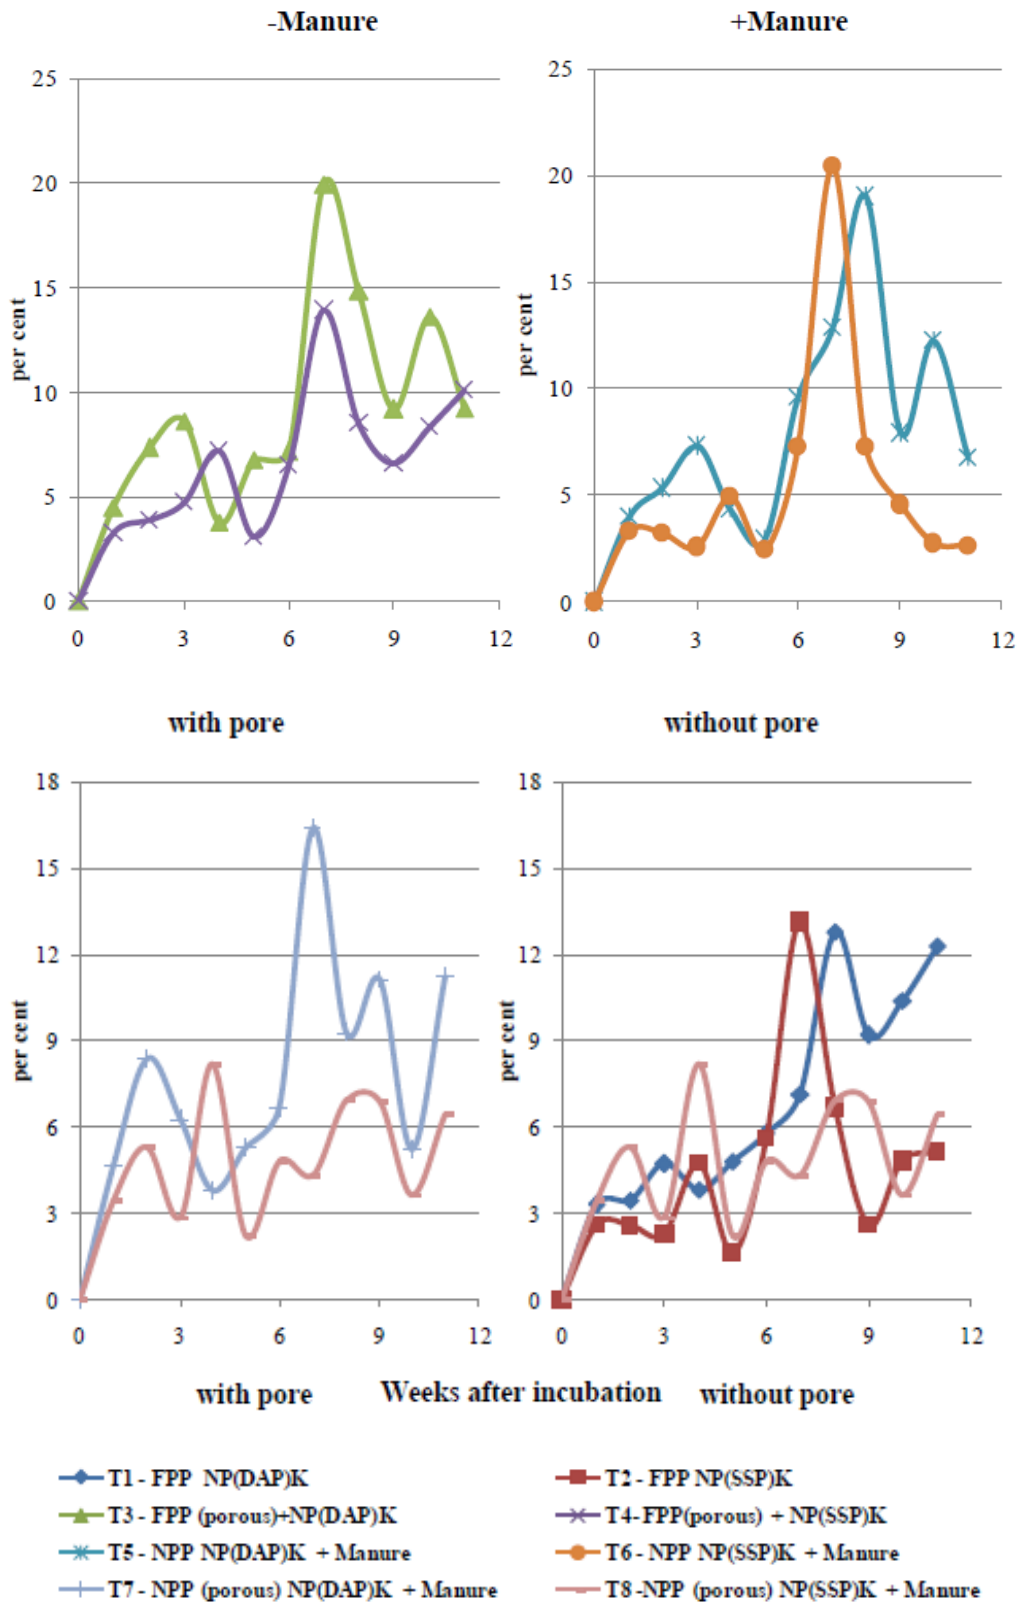 -Manure
+Manure
25
20
15
10
5
0
per cent
0 3 6 9 12
25
20
15
10
5
0
per cent
0 3 6 9 12
with pore
without pore
18
15
12
9
6
3
0
per cent
0 3 6 9 12
18
15
12
9
6
3
0
per cent
0 3 6 9 12
with pore Weeks after incubation without pore
T1 - FPP NP(DAP)K
T2 - FPP NP(SSP)K
T3 - FPP (porous)+NP(DAP)K
T4-FPP(porous) + NP(SSP)K
T5 - NPP NP(DAP)K + Manure
T6 - NPP NP(SSP)K + Manure
T7 - NPP (porous) NP(DAP)K + Manure
T8 -NPP (porous) NP(SSP)K + Manure